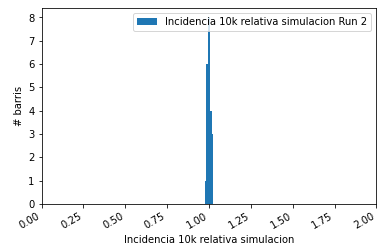 Incidencia 10k relativa simulacion Run 2
8
7
6
5
4
3
2
1
0
# barris
0.00 0.25 0.50 0.75 1.00 1.25 1.50 1.75 2.00
Incidencia 10k relativa simulacion